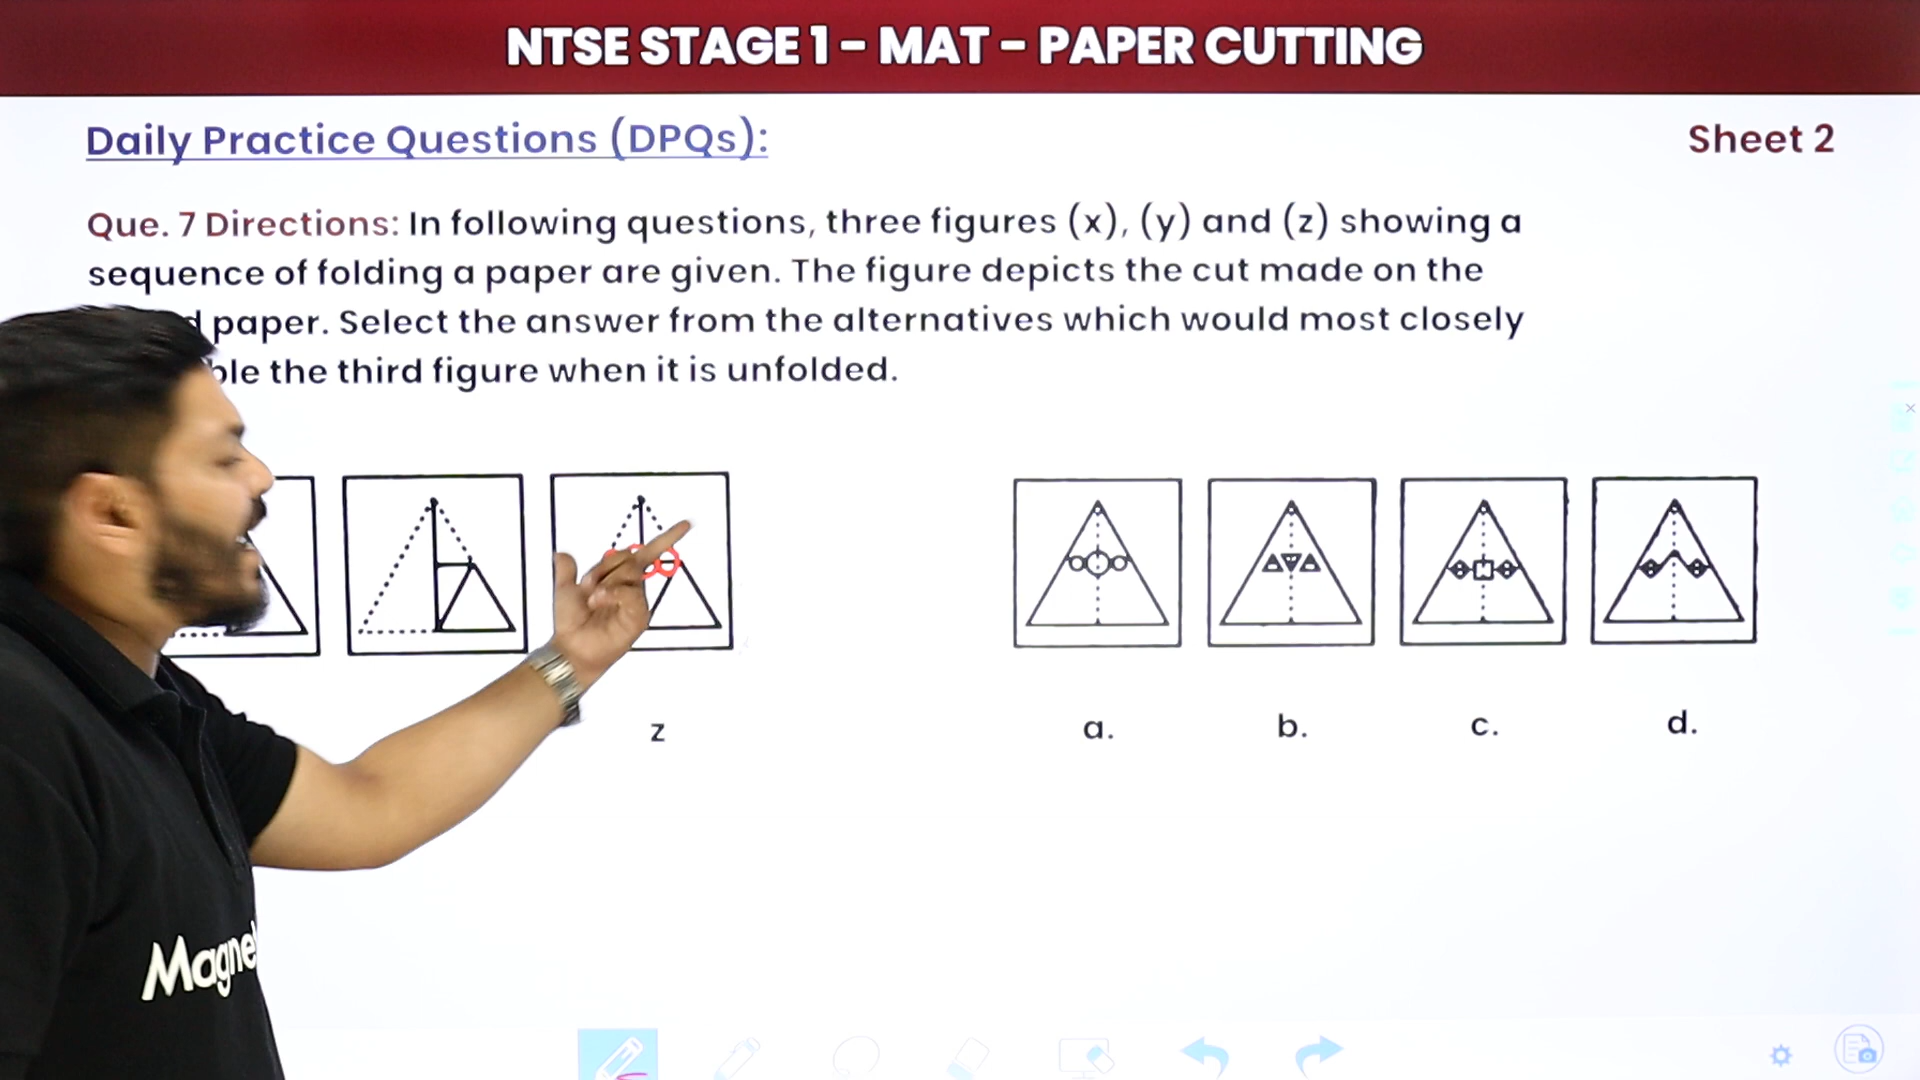 NTSE STAGE 1 - MAT - PAPER CUTTING
Daily Practice Questions (DPQs):
Sheet 2
Que. 7 Directions: In following questions, three figures (x), (y) and (z) showing a
sequence of folding a paper are given. The figure depicts the cut made on the
paper. Select the answer from the alternatives which would most closely
the third figure when it is unfolded.
z
a.
b.
c.
d.
Magne